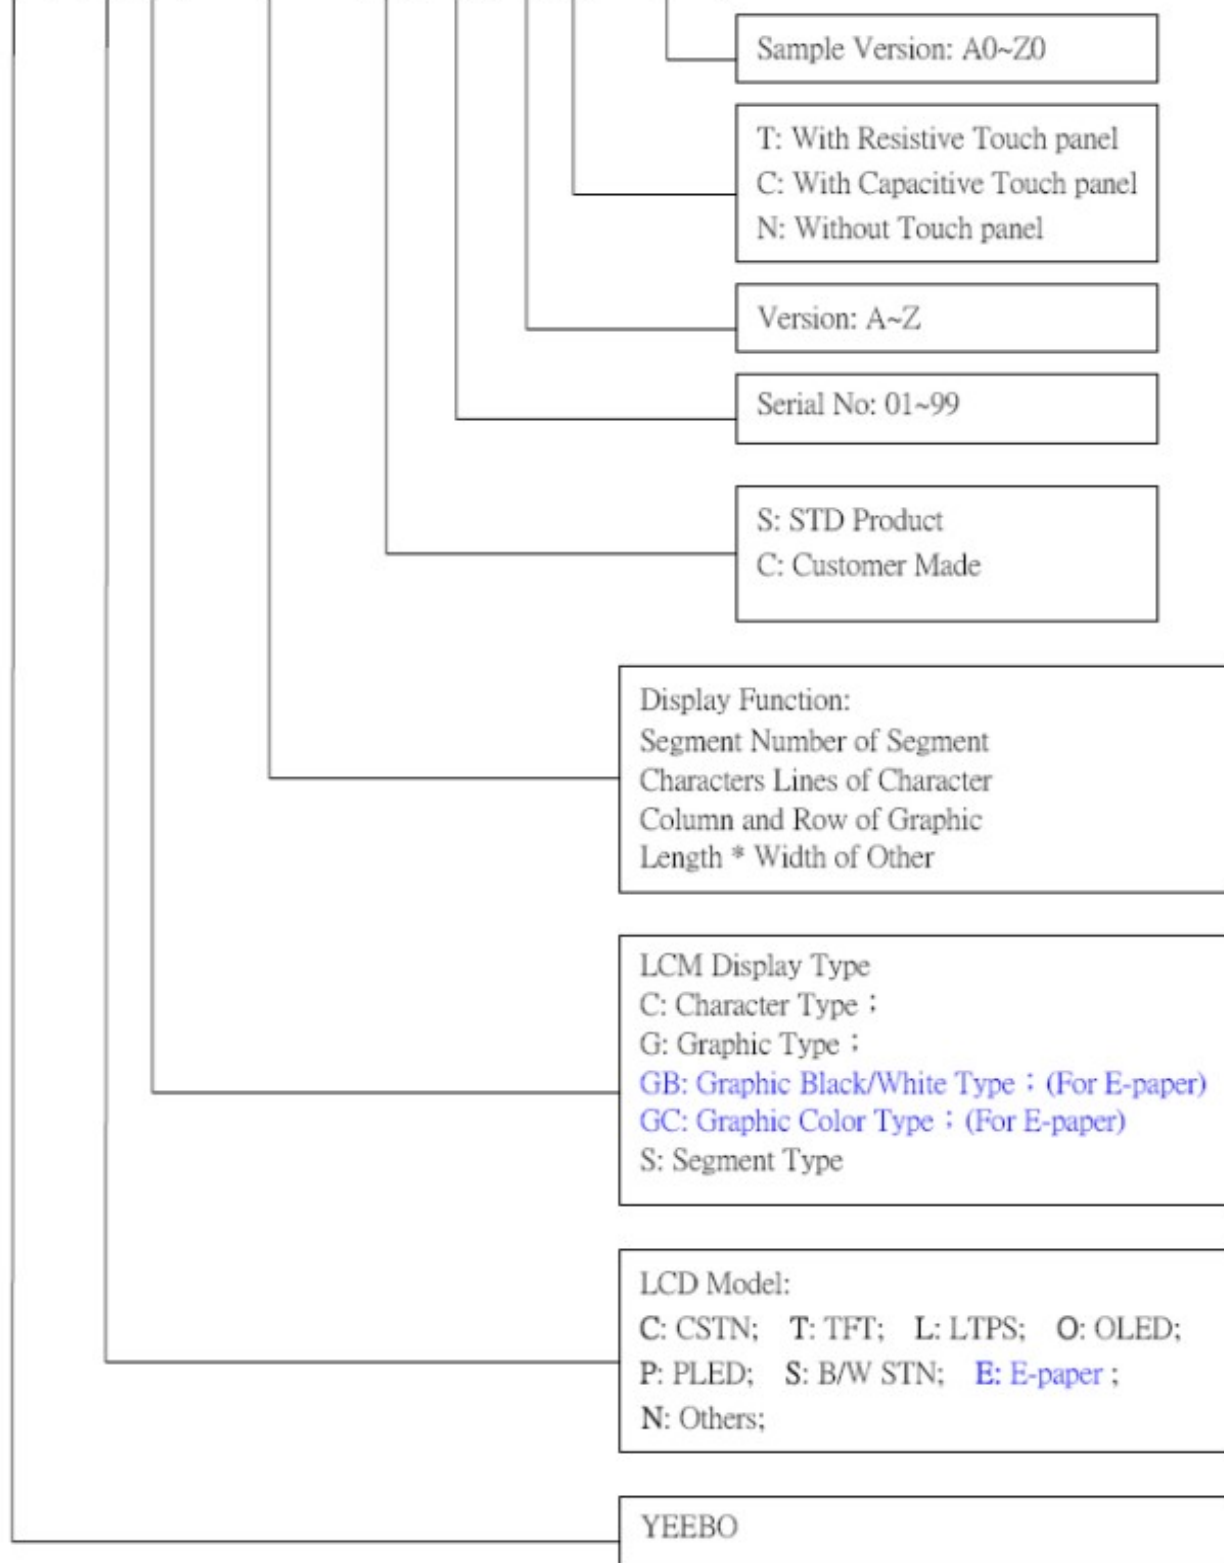 Sample Version: A0~Z0
T: With Resistive Touch panel
C: With Capacitive Touch panel
N: Without Touch panel
Version: A~Z
Serial No: 01~99
S: STD Product
C: Customer Made
Display Function:
Segment Number of Segment
Characters Lines of Character
Column and Row of Graphic
Length * Width of Other
LCM Display Type
C: Character Type；
G: Graphic Type；
GB: Graphic Black/White Type；(For E-paper)
GC: Graphic Color Type；(For E-paper)
S: Segment Type
LCD Model:
C: CSTN; T: TFT; L: LTPS; O: OLED;
P: PLED; S: B/W STN; E: E-paper ;
N: Others;
YEEBO